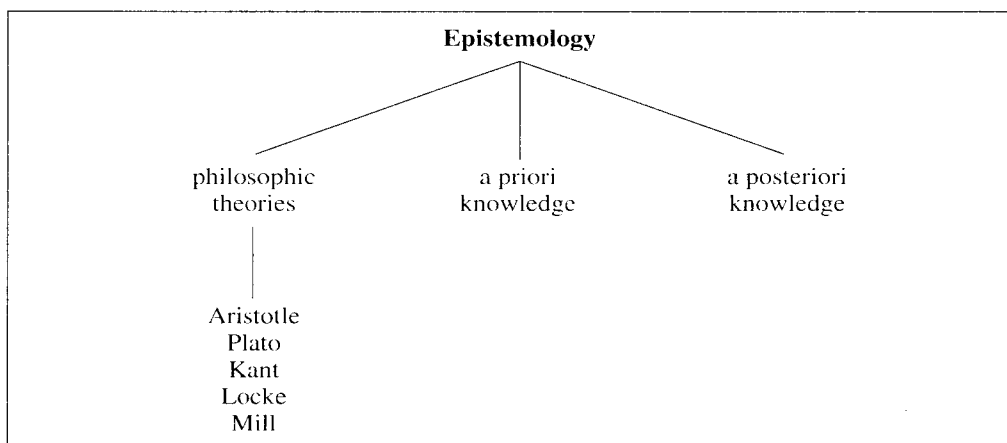 Epistemology
philosophic
theories
a priori
knowledge
a posteriori
knowledge
Aristotle
Plato
Kant
Locke
Mill